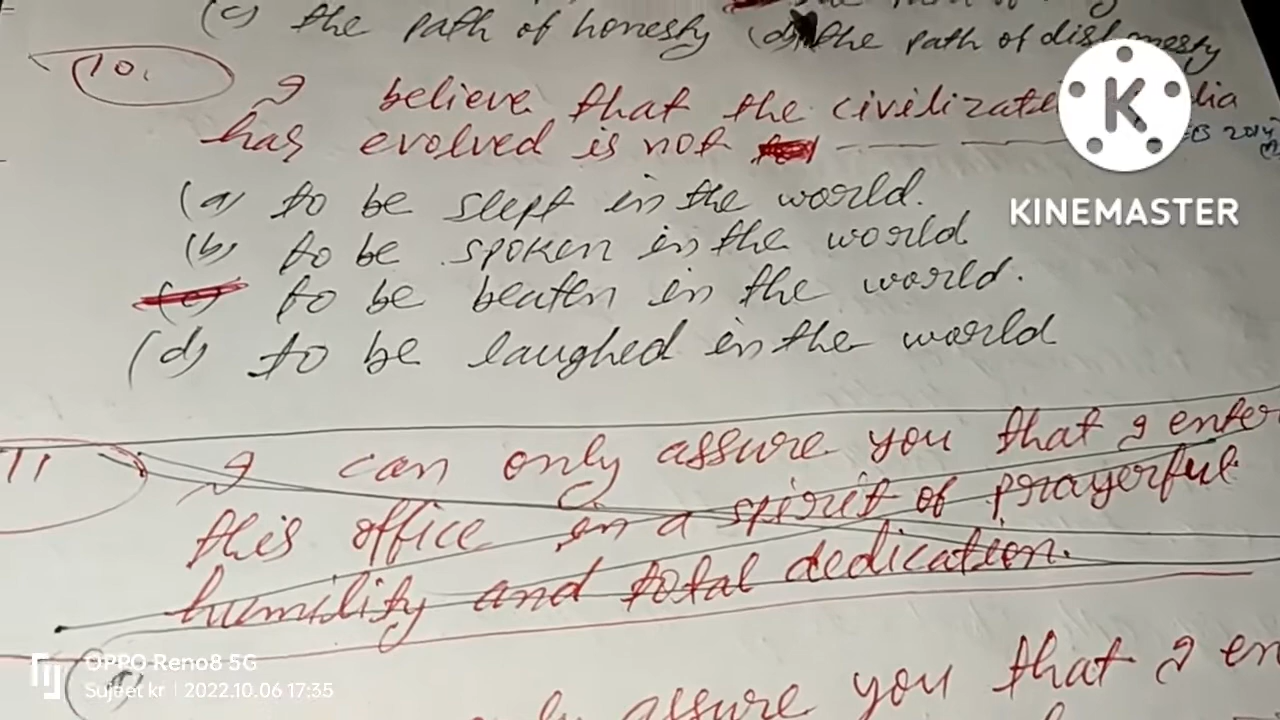 (c) the path of honesty (d) the path of dishonesty
10. I believe that the civilizati dia
has evolved is not
2014
(a) to be slept in the world.
(b) to be spoken in the world
(c) to be beaten in the world.
(d) to be laughed in the world
K
KINEMASTER
11 I can only assure you that I enter
this office in a spirit of prayerful
humility and total dedication.
assure you that I en
OPPO Reno8 5G
Sujeet kr | 2022.10.06 17:35